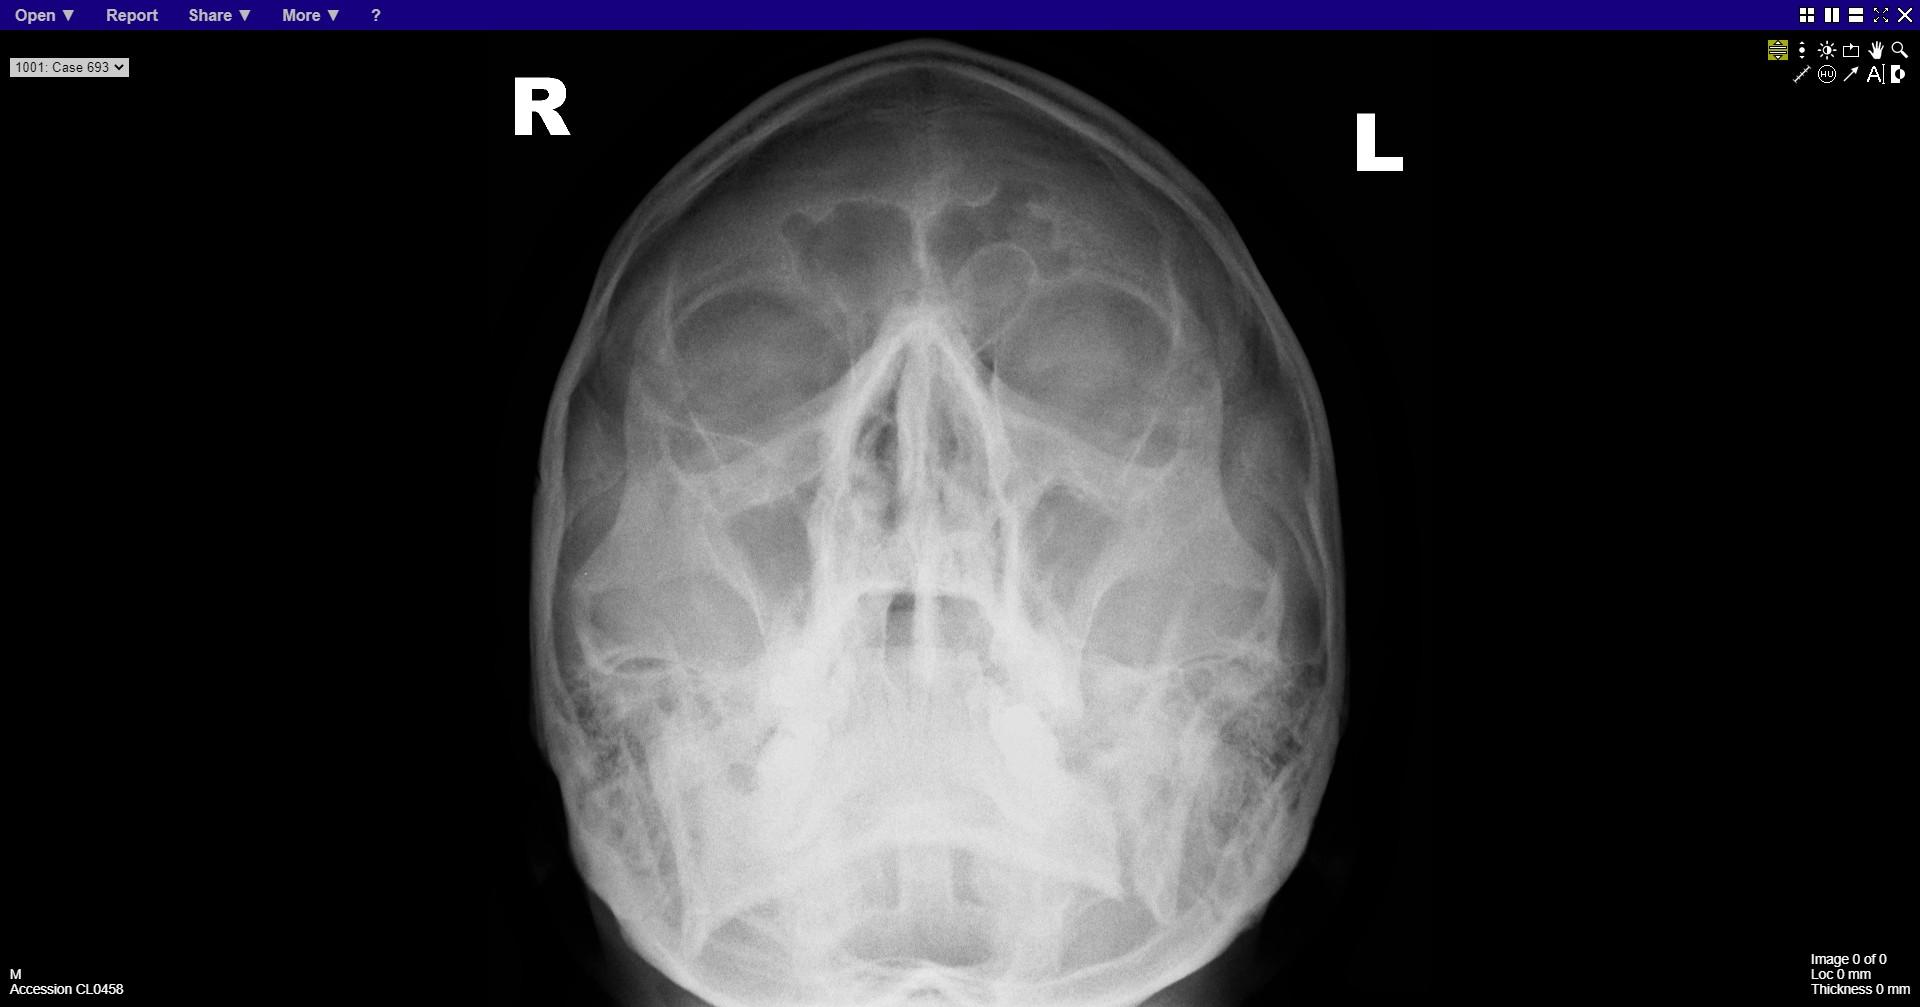 Open ▼ Report Share ▼ More ▼ ?
1001: Case 693
HU
A
R
L
M
Accession CL0458
Image 0 of 0
Loc 0 mm
Thickness 0 mm